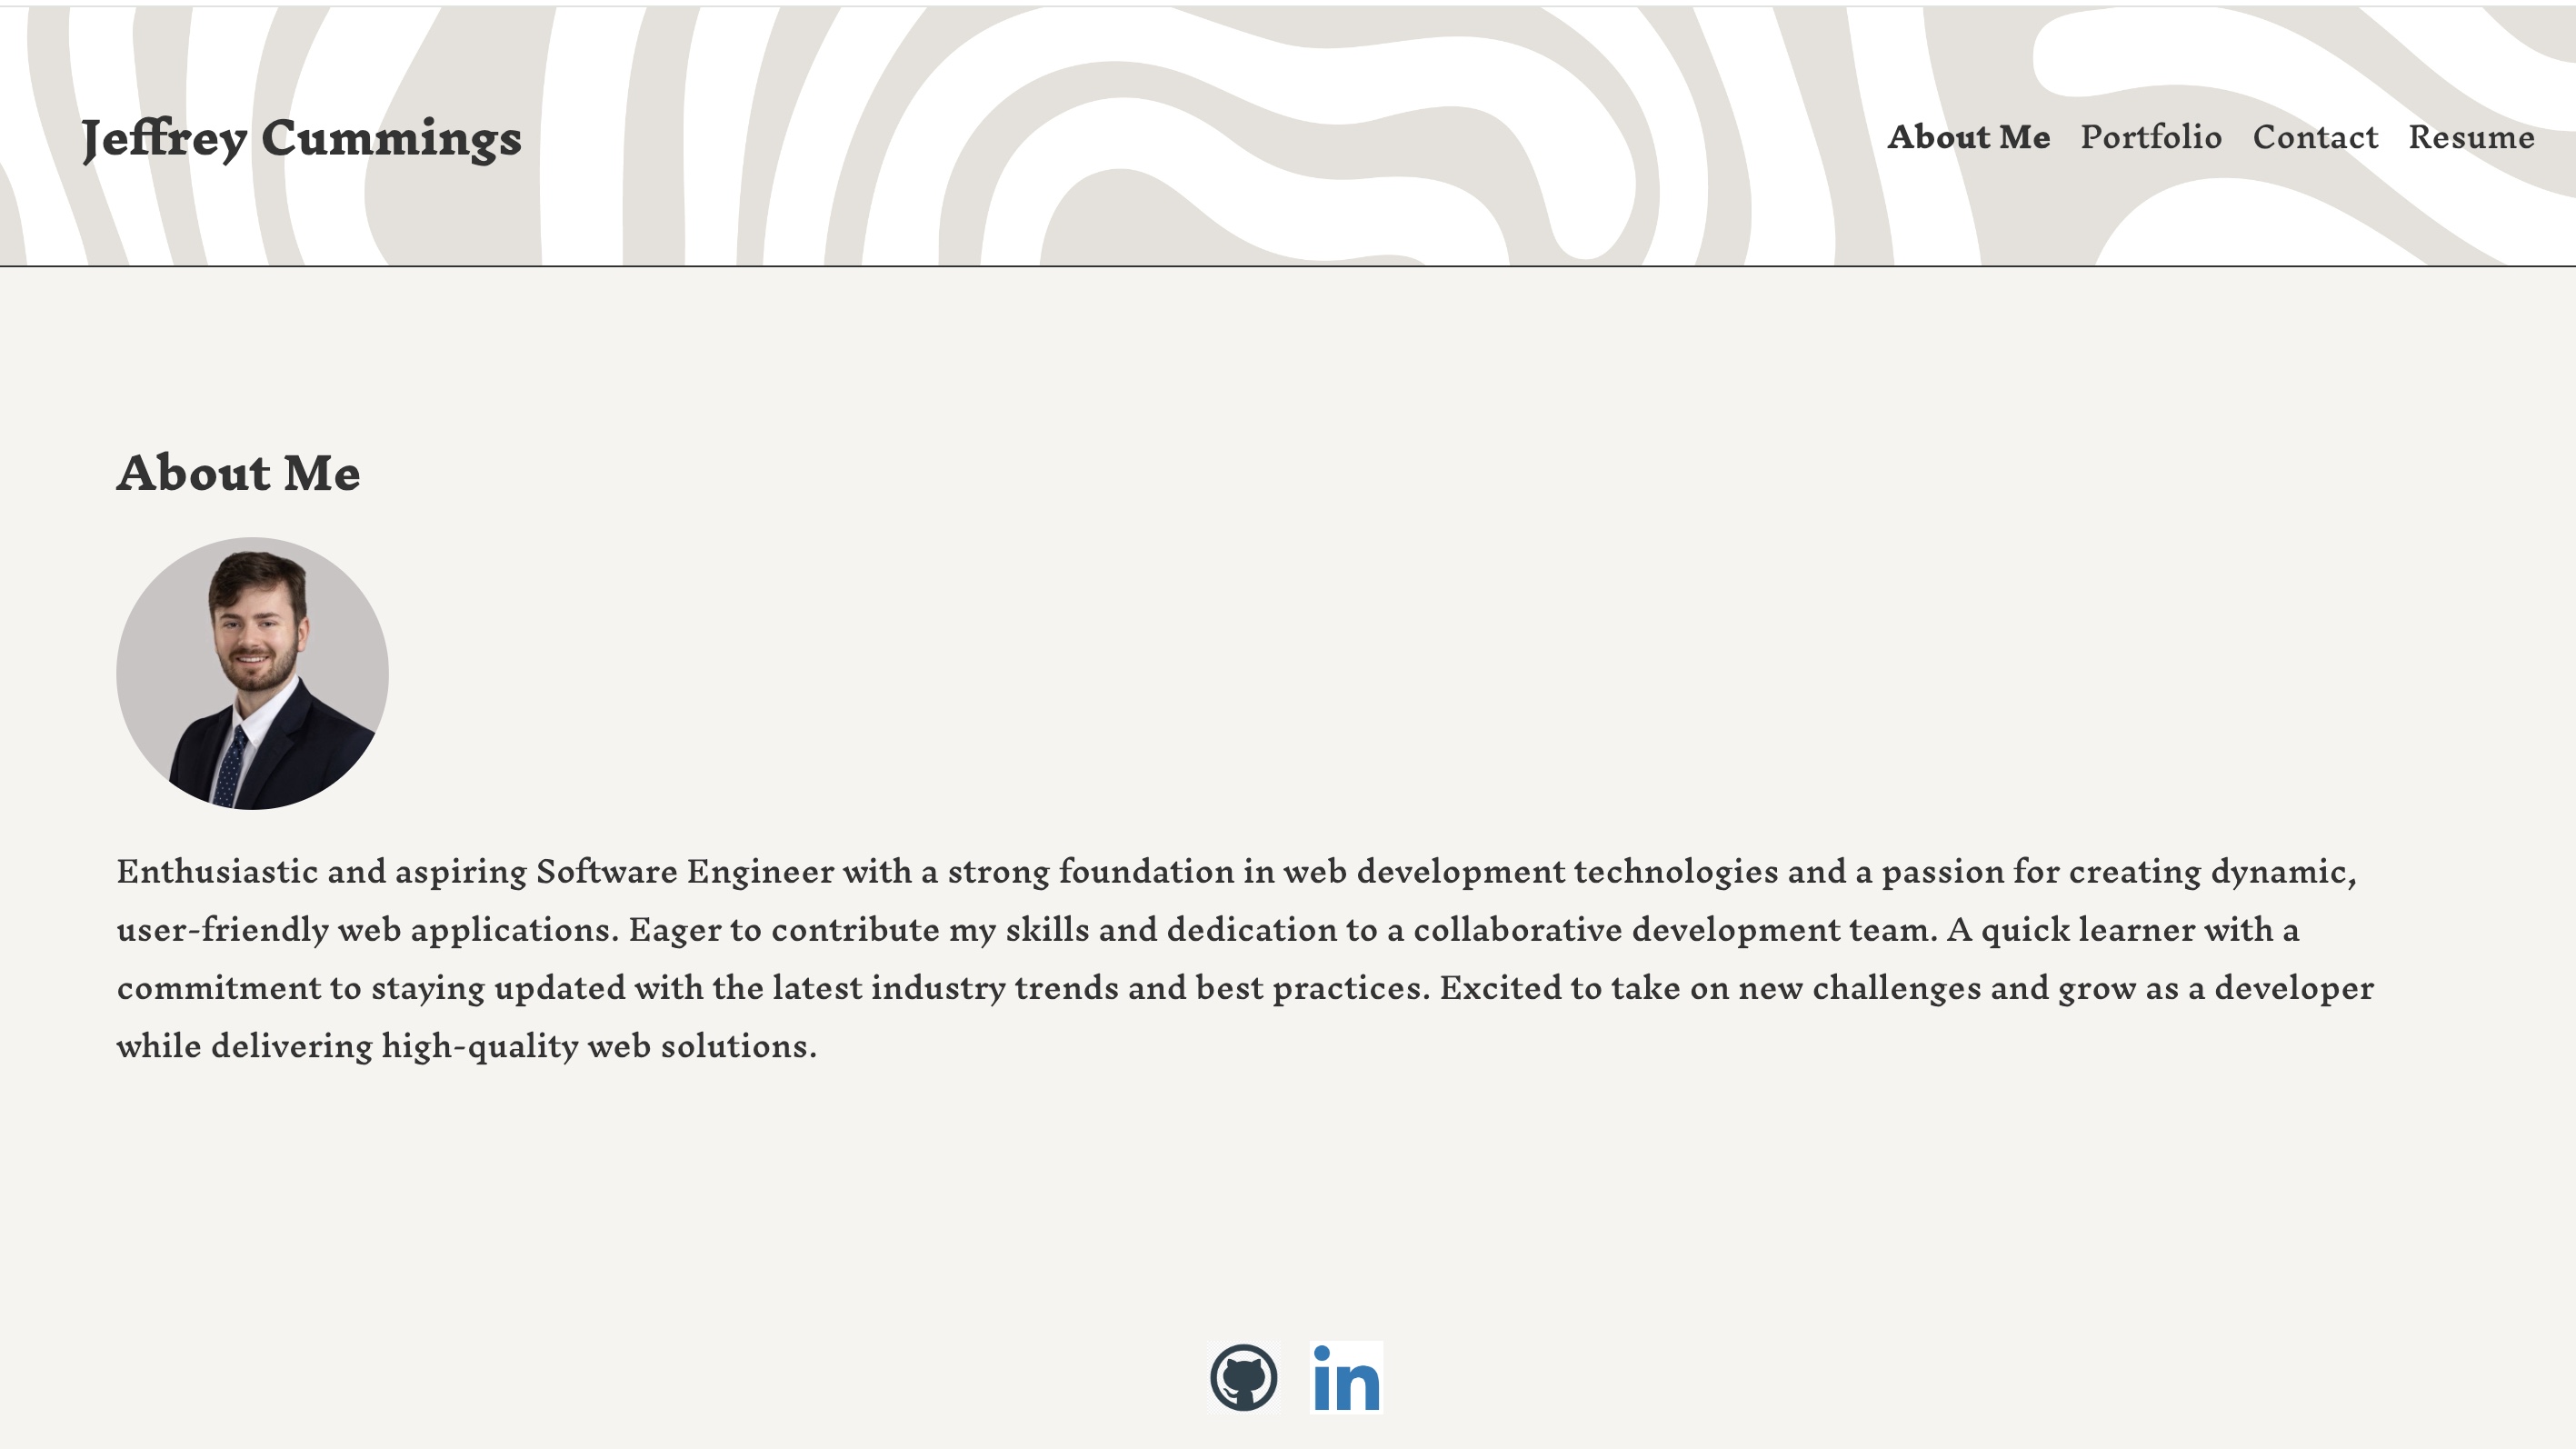 Jeffrey Cummings
About Me Portfolio Contact Resume
About Me
Enthusiastic and aspiring Software Engineer with a strong foundation in web development technologies and a passion for creating dynamic,
user-friendly web applications. Eager to contribute my skills and dedication to a collaborative development team. A quick learner with a
commitment to staying updated with the latest industry trends and best practices. Excited to take on new challenges and grow as a developer
while delivering high-quality web solutions.
in